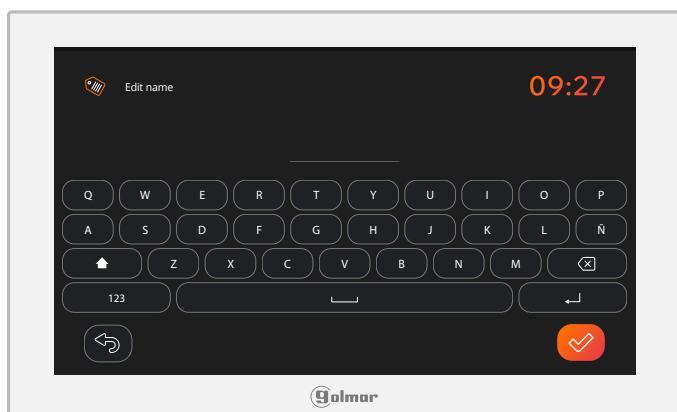 Edit name
09:27
Q W E R T Y U I O P
A S D F G H J K L Ñ
Z X C V B N M
123
golmar